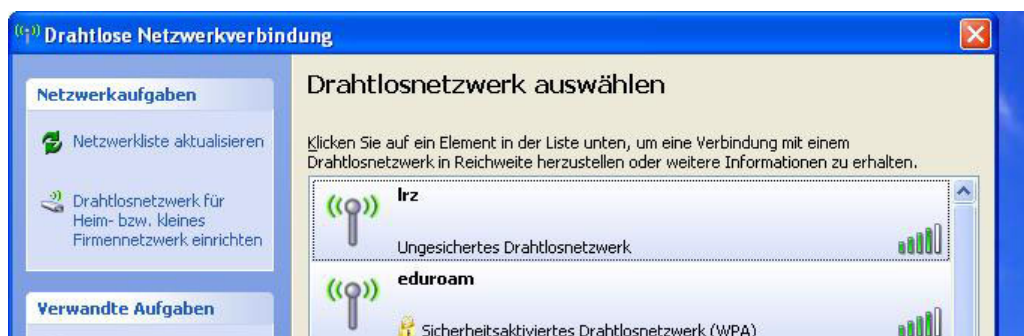 Drahtlose Netzwerkverbindung
Netzwerkaufgaben
Netzwerkliste aktualisieren
Drahtlosnetzwerk für
Heim- bzw. kleines
Firmennetzwerk einrichten
Verwandte Aufgaben
Drahtlosnetzwerk auswählen
Klicken Sie auf ein Element in der Liste unten, um eine Verbindung mit einem
Drahtlosnetzwerk in Reichweite herzustellen oder weitere Informationen zu erhalten.
lrz
Ungesichertes Drahtlosnetzwerk
eduroam
Sicherheitsaktiviertes Drahtlosnetzwerk (WPA)